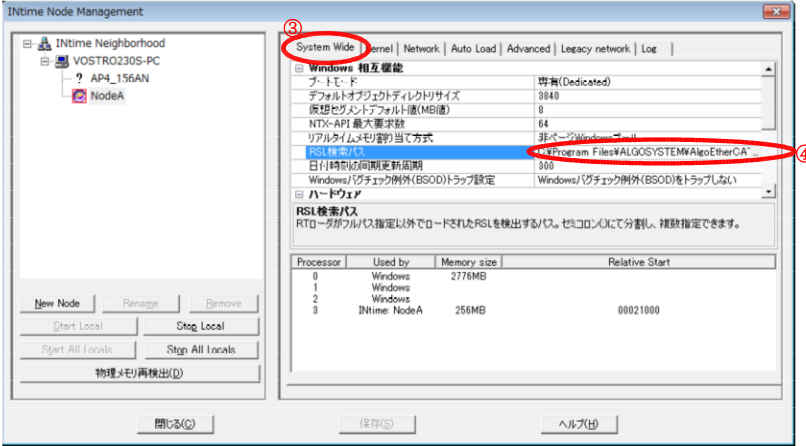 INtime Node Management
③
INtime Neighborhood
VOSTRO230S-PC
? AP4_156AN
NodeA
System Wide | Kernel | Network | Auto Load | Advanced | Legacy network | Log |
Windows 相互機能
ブートモード 専有(Dedicated)
デフォルトオブジェクトディレクトリサイズ 3840
仮想セグメントデフォルト値(MB値) 8
NTX-API 最大要求数 64
リアルタイムメモリ割り当て方式 非ページWindowsプール
RSL検索パス C:¥Program Files¥ALGOSYSTEM¥AlgoEtherCAT ...
④
日付時刻の同期更新周期 300
Windowsバグチェック例外(BSOD)トラップ設定 Windowsバグチェック例外(BSOD)をトラップしない
ハードウェア
RSL検索パス
RTローダがフルパス指定以外でロードされたRSLを検出するパス。セミコロン(;)にて分割し、複数指定できます。
Processor Used by Memory size Relative Start
0 Windows 2776MB
1 Windows
2 Windows
3 INtime: NodeA 256MB 00021000
New Node Rename Remove
Start Local Stop Local
Start All Locals Stop All Locals
物理メモリ再検出(D)
閉じる(C) 保存(S) ヘルプ(H)